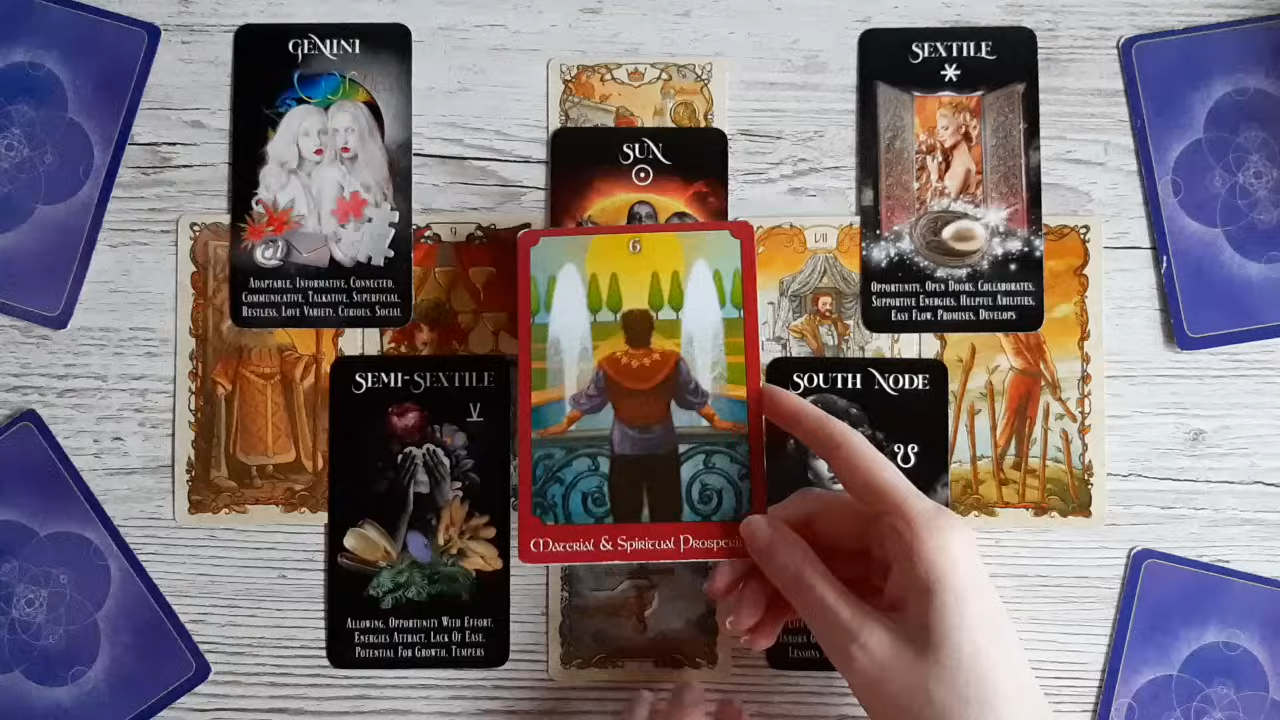 GEMINI
ADAPTABLE, INFORMATIVE, CONNECTED,
COMMUNICATIVE, TALKATIVE, SUPERFICIAL,
RESTLESS, LOVE VARIETY, CURIOUS, SOCIAL
SUN
SEXTILE
OPPORTUNITY, OPEN DOORS, COLLABORATES,
SUPPORTIVE ENERGIES, HELPFUL ABILITIES,
EASY FLOW, PROMISES, DEVELOPS
9
VII
6
Material & Spiritual
SEMI-SEXTILE
ALLOWING, OPPORTUNITY WITH EFFORT,
ENERGIES ATTRACT, LACK OF EASE,
POTENTIAL FOR GROWTH, TEMPERS
SOUTH NODE
LESSONS